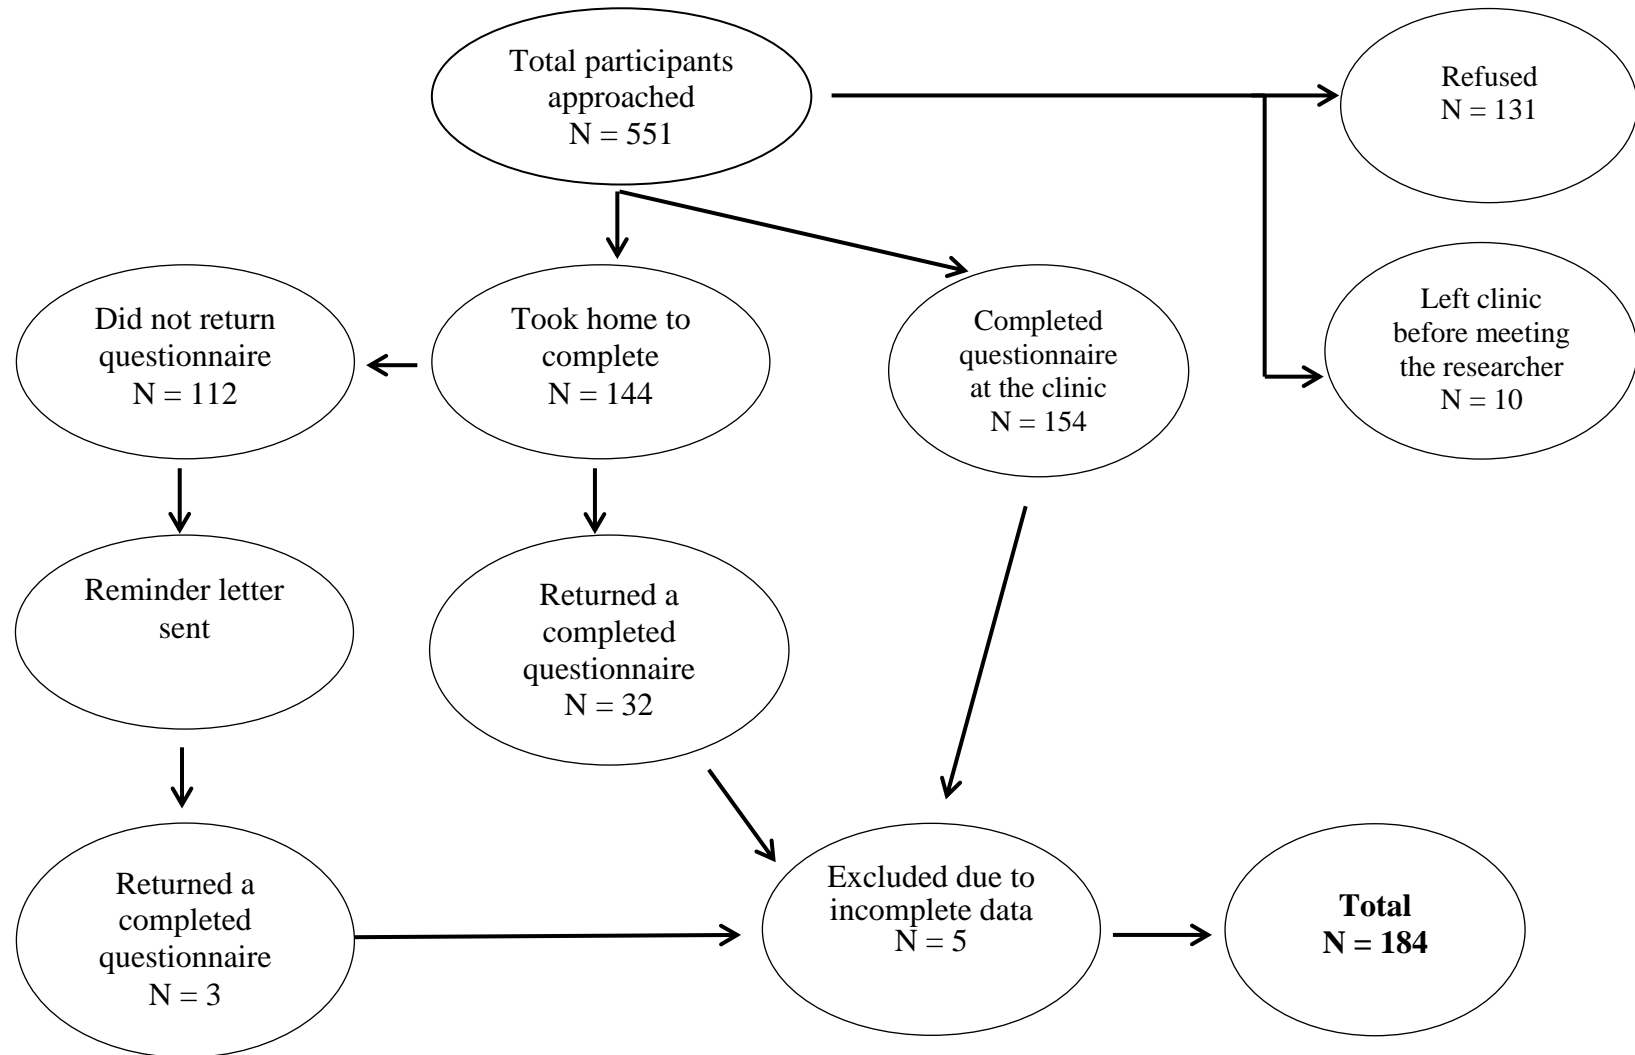 Total participants
approached
N = 551
Refused
N = 131
Did not return
questionnaire
N = 112
Took home to
complete
N = 144
Completed
questionnaire
at the clinic
N = 154
Left clinic
before meeting
the researcher
N = 10
Reminder letter
sent
Returned a
completed
questionnaire
N = 32
Returned a
completed
questionnaire
N = 3
Excluded due to
incomplete data
N = 5
Total
N = 184